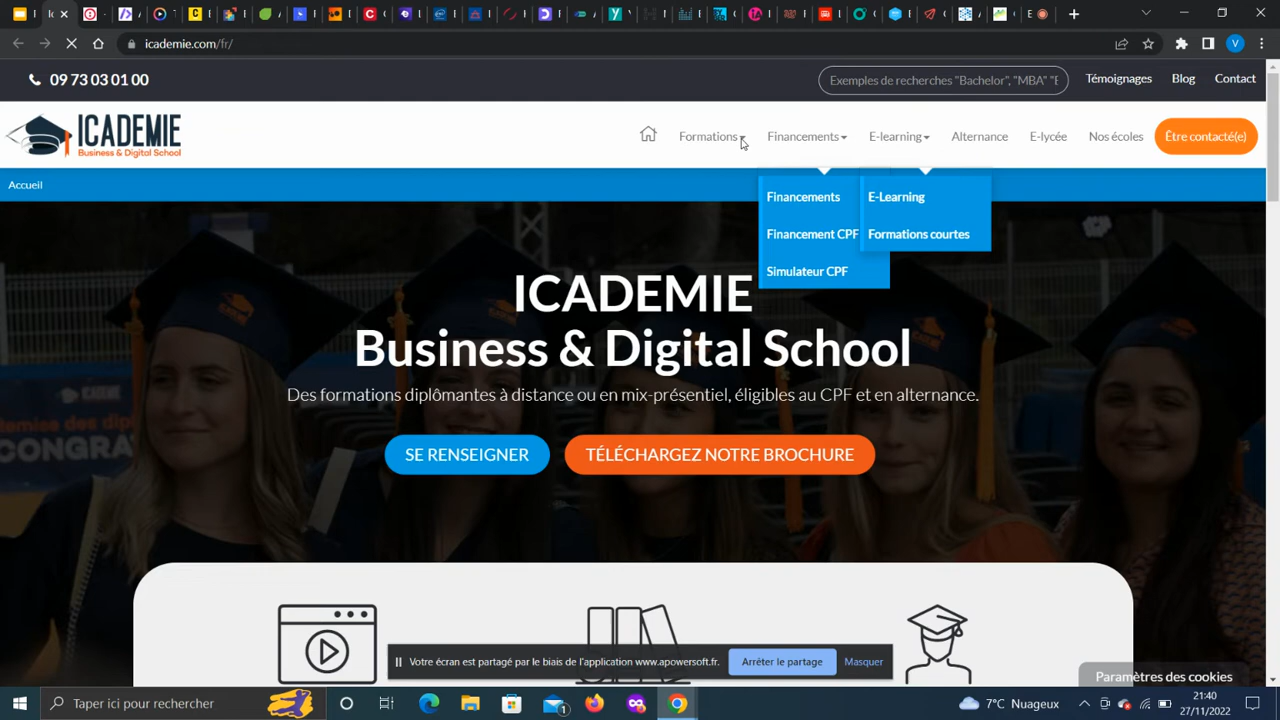 icademie.com/fr/
V
09 73 03 01 00
Exemples de recherches "Bachelor", "MBA" "E
Témoignages
Blog
Contact
ICADEMIE
Business & Digital School
Formations
Financements
E-learning
Alternance
E-lycée
Nos écoles
Être contacté(e)
Accueil
Financements
Financement CPF
Simulateur CPF
E-Learning
Formations courtes
ICADEMIE
Business & Digital School
Des formations diplômantes à distance ou en mix-présentiel, éligibles au CPF et en alternance.
SE RENSEIGNER
TÉLÉCHARGEZ NOTRE BROCHURE
Votre écran est partagé par le biais de l'application www.apowersoft.fr.
Arrêter le partage
Masquer
Paramètres des cookies
Taper ici pour rechercher
7°C Nuageux
21:40
27/11/2022